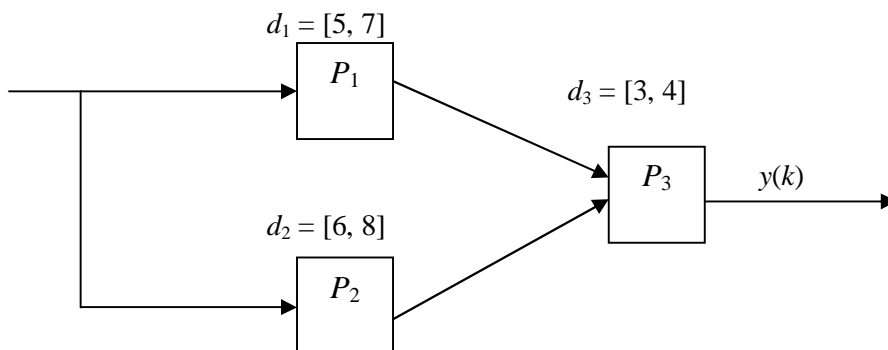 d₁ = [5, 7]
P₁
d₃ = [3, 4]
P₃
y(k)
d₂ = [6, 8]
P₂